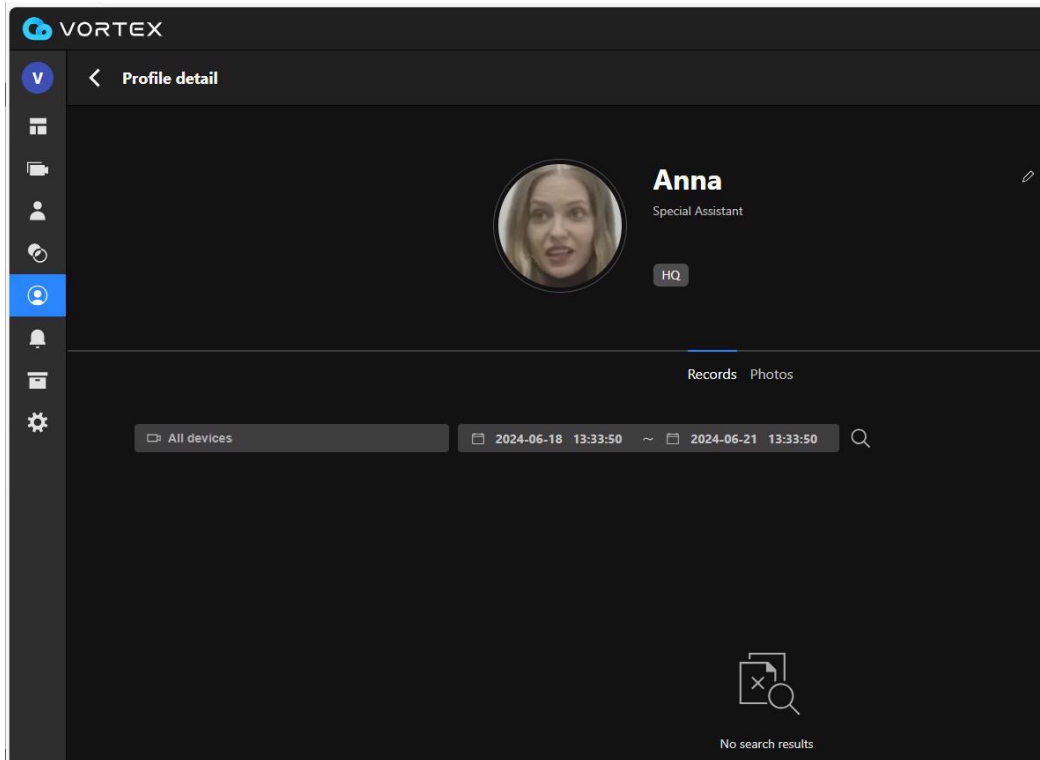 VORTEX
V
Profile detail
Anna
Special Assistant
HQ
Records Photos
All devices 2024-06-18 13:33:50 ~ 2024-06-21 13:33:50
No search results